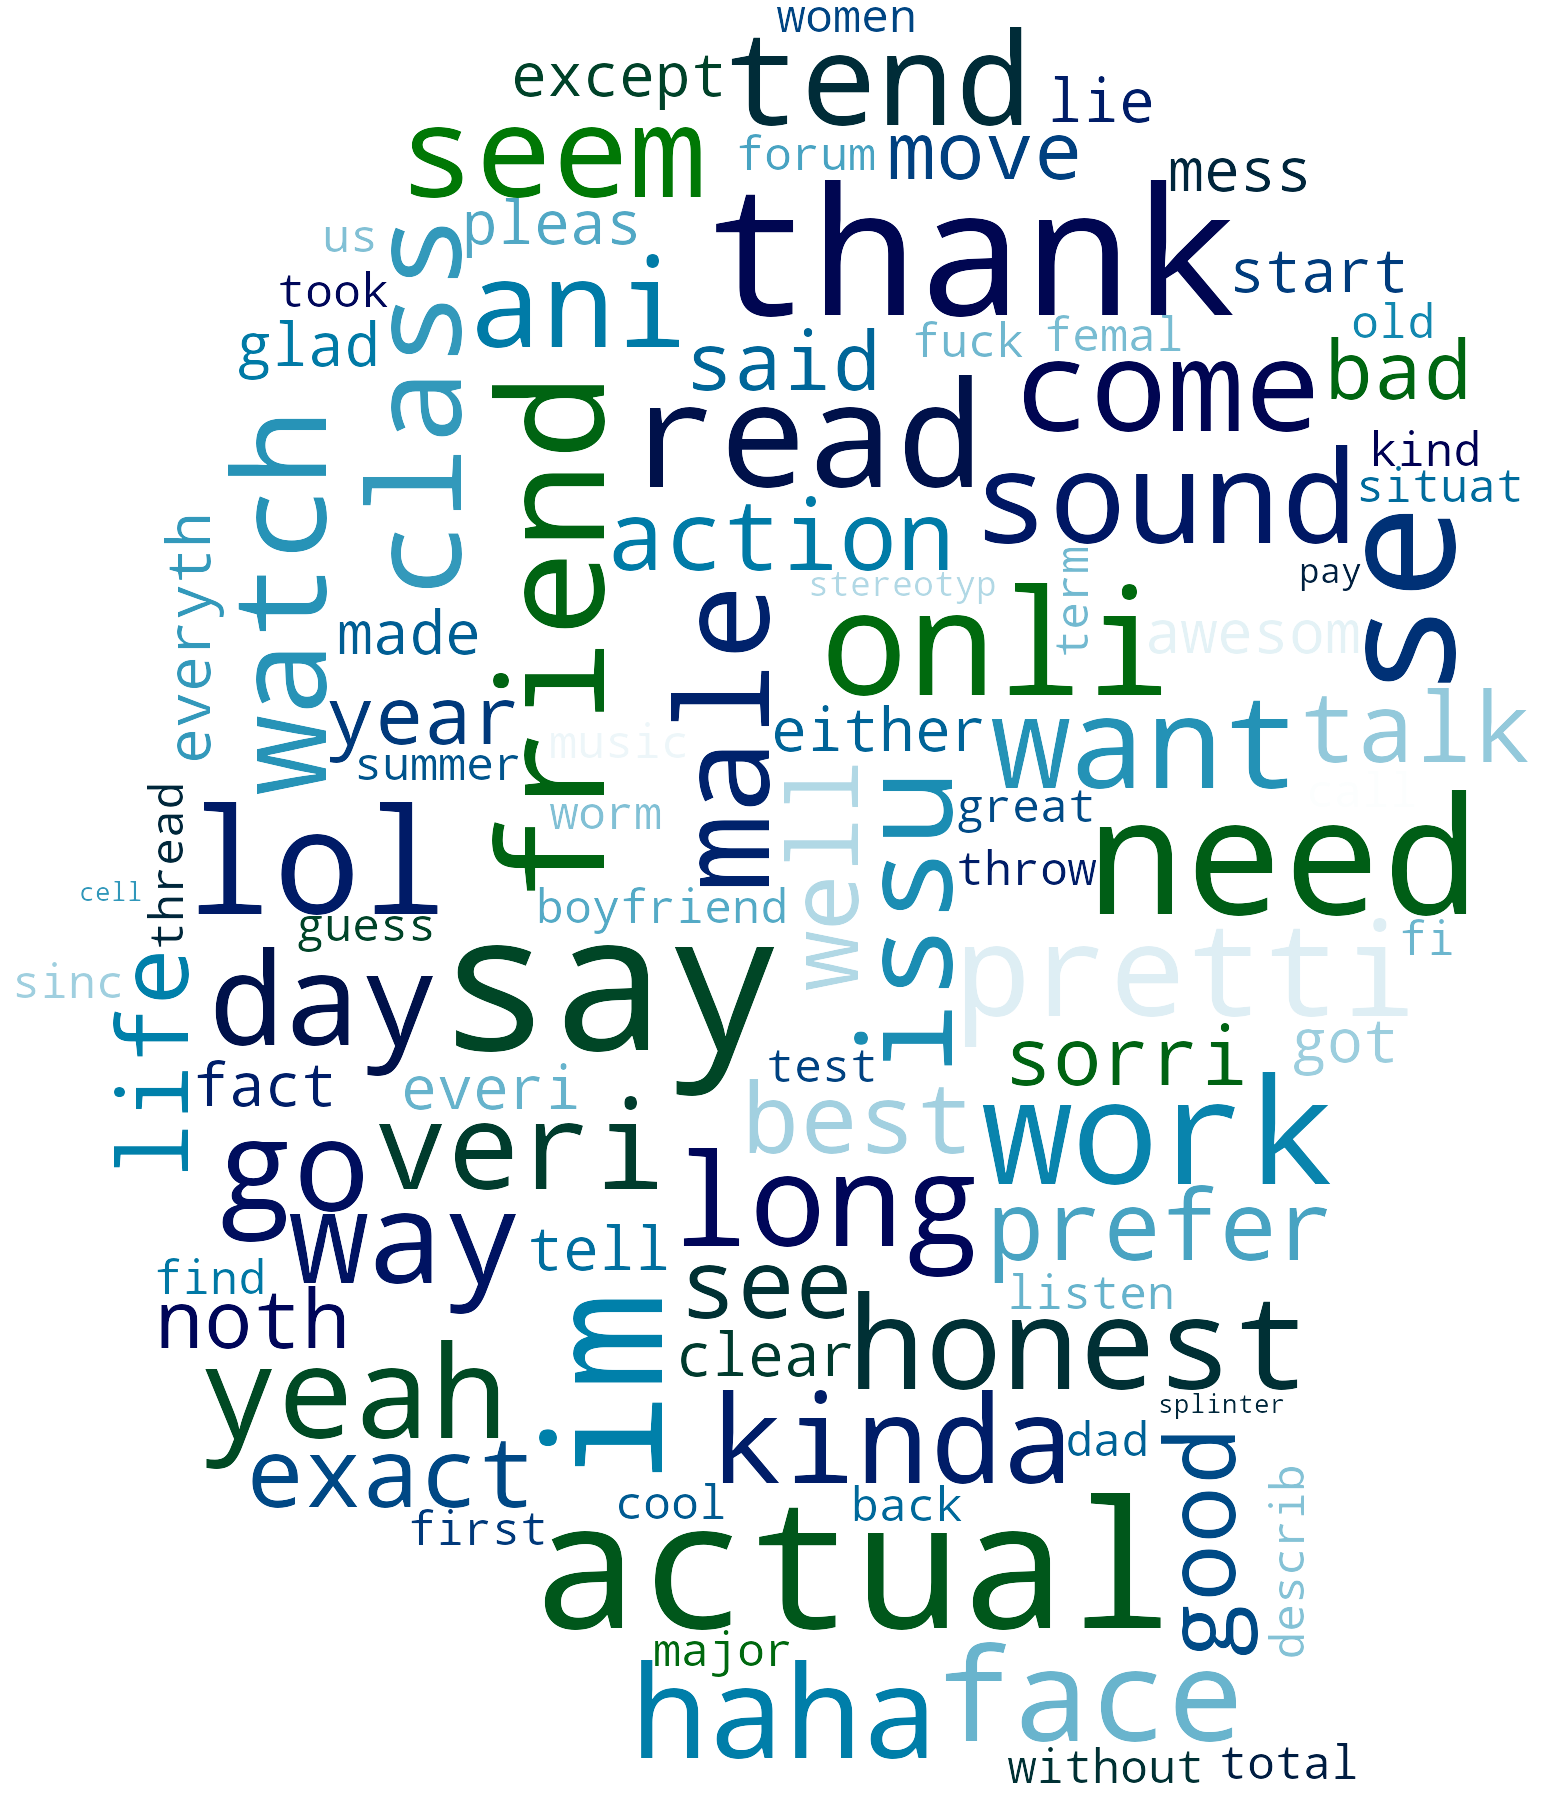 women
tend
except
lie
seem
forum
move
mess
thank
pleas
us
class
ani
start
took
glad
said
fuck
femal
old
bad
come
read
friend
watch
kind
sound
situat
se
action
everyth
term
pay
stereotyp
male
onli
made
awesom
year
either
want
talk
music
summer
well
issu
great
need
lol
worm
thread
throw
cell
boyfriend
guess
say
pretti
fi
sinc
life
day
sorri
got
test
fact
everi
best
work
veri
go
long
way
prefer
tell
see
find
listen
noth
im
honest
clear
yeah
kinda
splinter
dad
good
exact
cool
back
describ
first
actual
major
haha
face
without
total